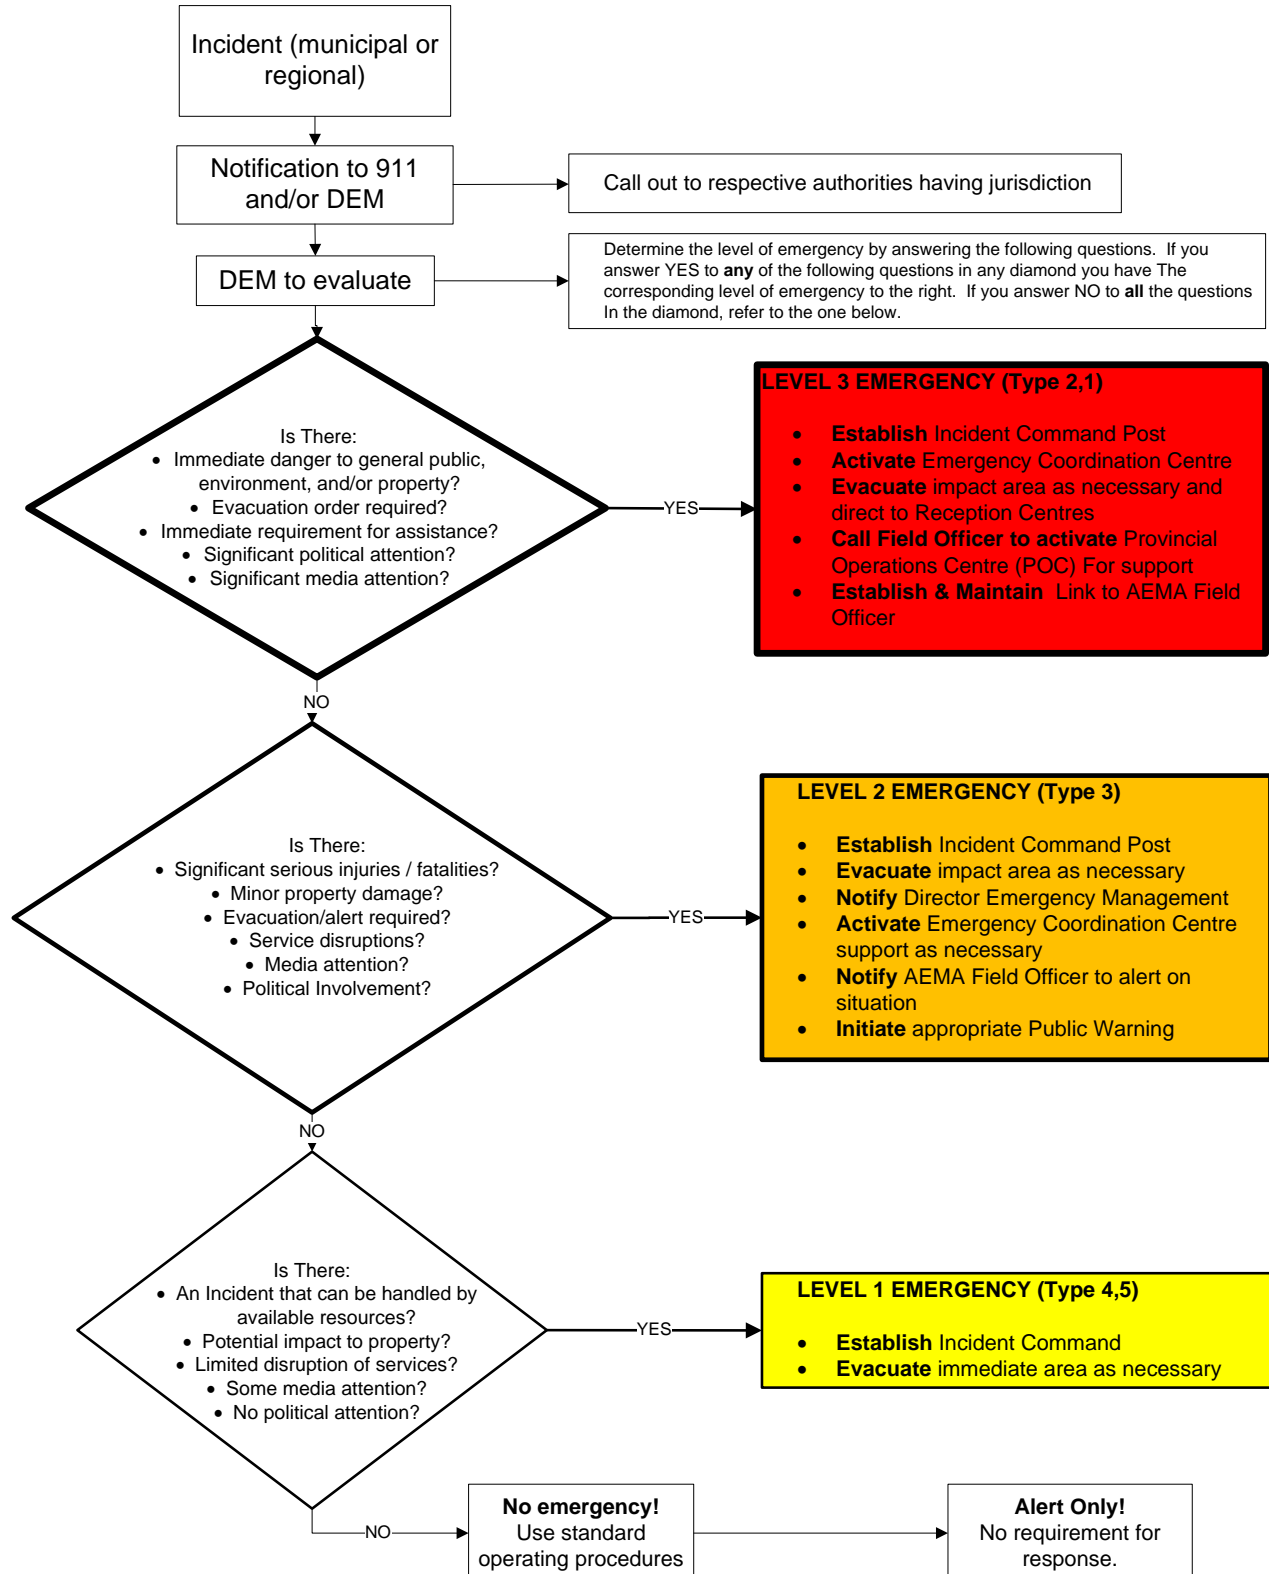 Incident (municipal or
regional)
Notification to 911
and/or DEM
Call out to respective authorities having jurisdiction
DEM to evaluate
Determine the level of emergency by answering the following questions.  If you
answer YES to any of the following questions in any diamond you have The
corresponding level of emergency to the right.  If you answer NO to all the questions
In the diamond, refer to the one below.
Is There:
• Immediate danger to general public,
environment, and/or property?
• Evacuation order required?
• Immediate requirement for assistance?
• Significant political attention?
• Significant media attention?
YES
LEVEL 3 EMERGENCY (Type 2,1)
• Establish Incident Command Post
• Activate Emergency Coordination Centre
• Evacuate impact area as necessary and
direct to Reception Centres
• Call Field Officer to activate Provincial
Operations Centre (POC) For support
• Establish & Maintain  Link to AEMA Field
Officer
NO
Is There:
• Significant serious injuries / fatalities?
• Minor property damage?
• Evacuation/alert required?
• Service disruptions?
• Media attention?
• Political Involvement?
YES
LEVEL 2 EMERGENCY (Type 3)
• Establish Incident Command Post
• Evacuate impact area as necessary
• Notify Director Emergency Management
• Activate Emergency Coordination Centre
support as necessary
• Notify AEMA Field Officer to alert on
situation
• Initiate appropriate Public Warning
NO
Is There:
• An Incident that can be handled by
available resources?
• Potential impact to property?
• Limited disruption of services?
• Some media attention?
• No political attention?
YES
LEVEL 1 EMERGENCY (Type 4,5)
• Establish Incident Command
• Evacuate immediate area as necessary
NO
No emergency!
Use standard
operating procedures
Alert Only!
No requirement for
response.